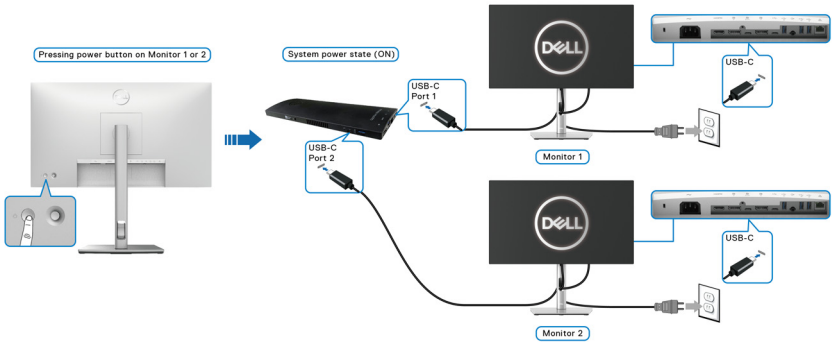 Pressing power button on Monitor 1 or 2
System power state (ON)
USB-C
Port 1
USB-C
Port 2
DELL
Monitor 1
USB-C
DELL
Monitor 2
USB-C